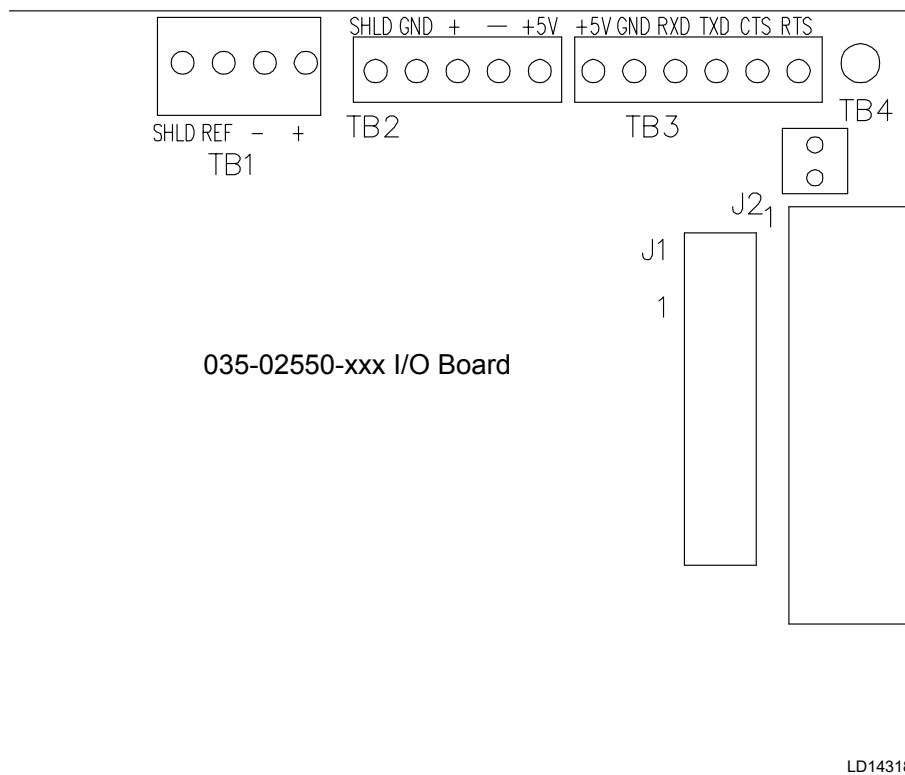 SHLD GND + — +5V
+5V GND RXD TXD CTS RTS
SHLD REF – +
TB1
TB2
TB3
TB4
J2
1
J1
1
035-02550-xxx I/O Board
LD14318